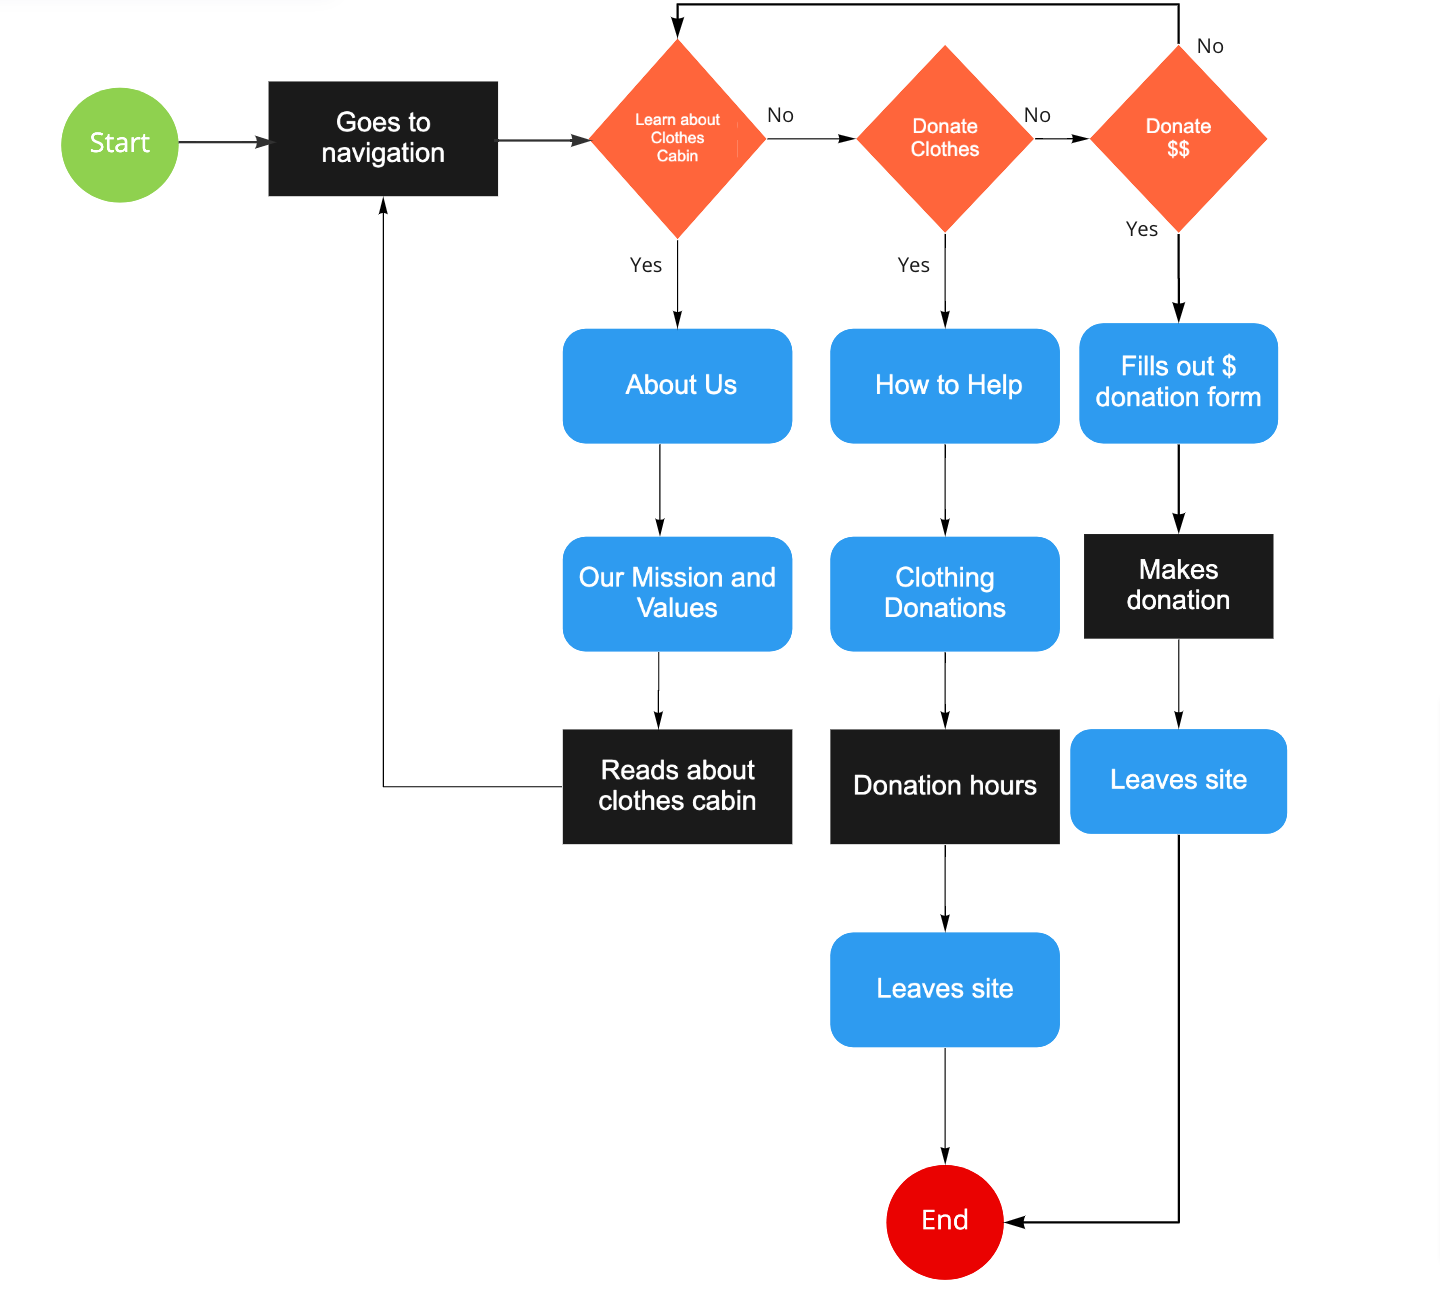 Start
Goes to
navigation
Learn about
Clothes
Cabin
No
Donate
Clothes
No
Donate
$$
No
Yes
Yes
Yes
About Us
How to Help
Fills out $
donation form
Our Mission and
Values
Clothing
Donations
Makes
donation
Reads about
clothes cabin
Donation hours
Leaves site
Leaves site
End